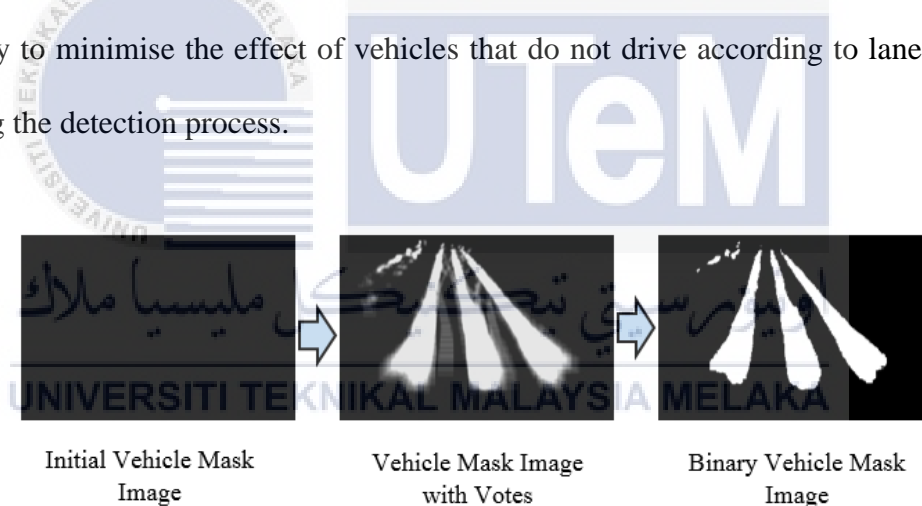 y to minimise the effect of vehicles that do not drive according to lane
g the detection process.
UTeM
اونيورسيتي تيكنيكل مليسيا ملاك
UNIVERSITI TEKNIKAL MALAYSIA MELAKA
Initial Vehicle Mask
Image
Vehicle Mask Image
with Votes
Binary Vehicle Mask
Image